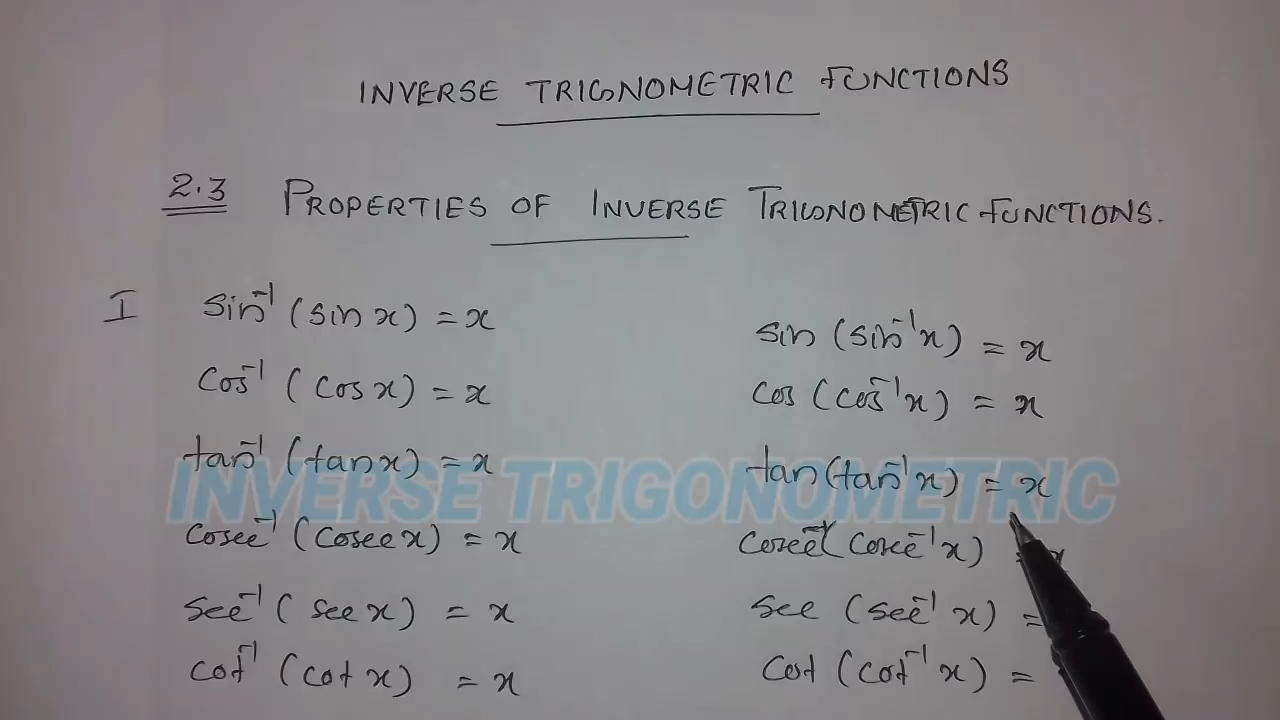 INVERSE TRIGNOMETRIC FUNCTIONS
2.3 PROPERTIES OF INVERSE TRIGONOMETRIC FUNCTIONS.
I sin⁻¹ (sin x) = x sin (sin⁻¹x) = x
cos⁻¹ (cos x) = x cos (cos⁻¹x) = x
tan⁻¹ (tan x) = x tan (tan⁻¹x) = x
INVERSE TRIGONOMETRIC
cosec⁻¹ (cosec x) = x cosec (cosec⁻¹x) = x
sec⁻¹ (sec x) = x sec (sec⁻¹ x) =
cot⁻¹ (cot x) = x cot (cot⁻¹ x) =